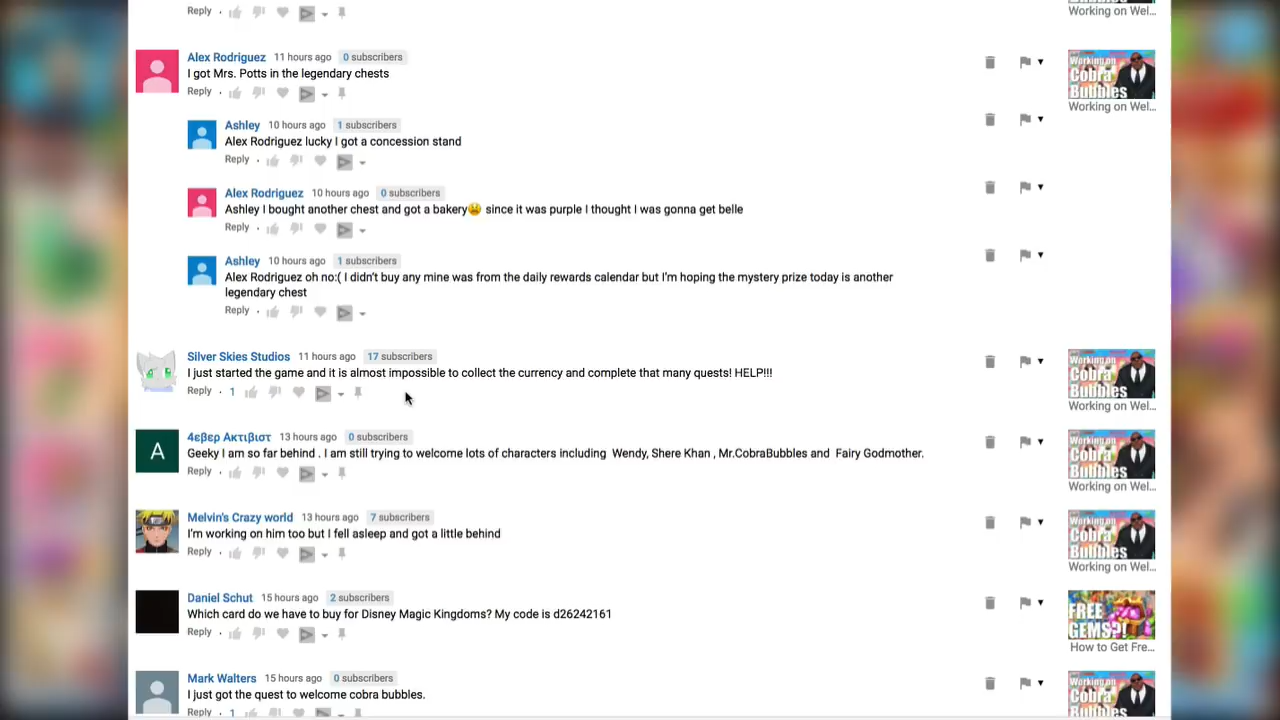 Reply ·
Working on Wel...
Alex Rodriguez 11 hours ago 0 subscribers
I got Mrs. Potts in the legendary chests
Reply ·
Working on
Cobra
Bubbles
Working on Wel...
Ashley 10 hours ago 1 subscribers
Alex Rodriguez lucky I got a concession stand
Reply ·
Alex Rodriguez 10 hours ago 0 subscribers
Ashley I bought another chest and got a bakery😫 since it was purple I thought I was gonna get belle
Reply ·
Ashley 10 hours ago 1 subscribers
Alex Rodriguez oh no:( I didn't buy any mine was from the daily rewards calendar but I'm hoping the mystery prize today is another
legendary chest
Reply ·
Silver Skies Studios 11 hours ago 17 subscribers
I just started the game and it is almost impossible to collect the currency and complete that many quests! HELP!!!
Reply · 1
Working on
Cobra
Bubbles
Working on Wel...
A
4εβερ Ακτιβιστ 13 hours ago 0 subscribers
Geeky I am so far behind . I am still trying to welcome lots of characters including Wendy, Shere Khan , Mr.CobraBubbles and Fairy Godmother.
Reply ·
Working on
Cobra
Bubbles
Working on Wel...
Melvin's Crazy world 13 hours ago 7 subscribers
I'm working on him too but I fell asleep and got a little behind
Reply ·
Working on
Cobra
Bubbles
Working on Wel...
Daniel Schut 15 hours ago 2 subscribers
Which card do we have to buy for Disney Magic Kingdoms? My code is d26242161
Reply ·
FREE
GEMS?!
How to Get Fre...
Mark Walters 15 hours ago 0 subscribers
I just got the quest to welcome cobra bubbles.
Reply · 1
Working on
Cobra
Bubbles